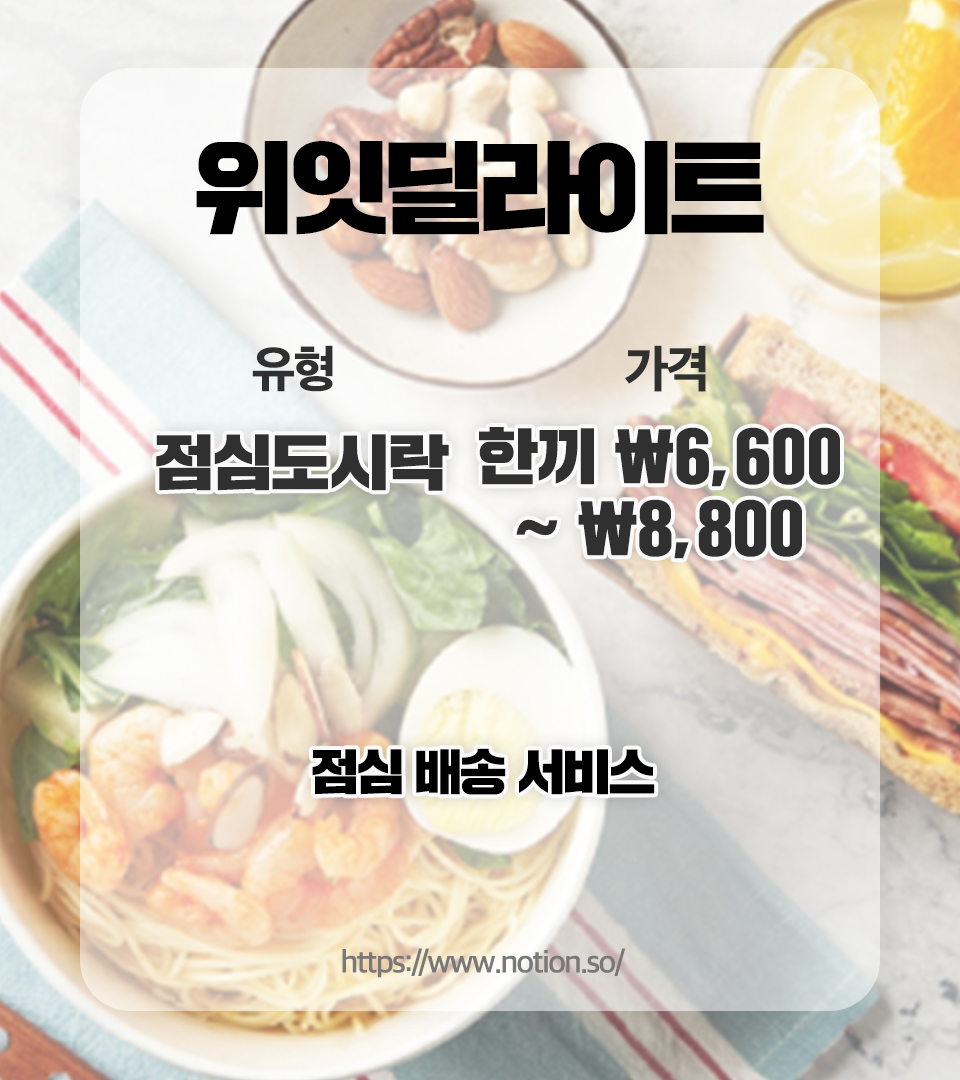 위잇딜라이트
유형 가격
점심도시락 한끼 ₩6,600
~ ₩8,800
점심 배송 서비스
https://www.notion.so/